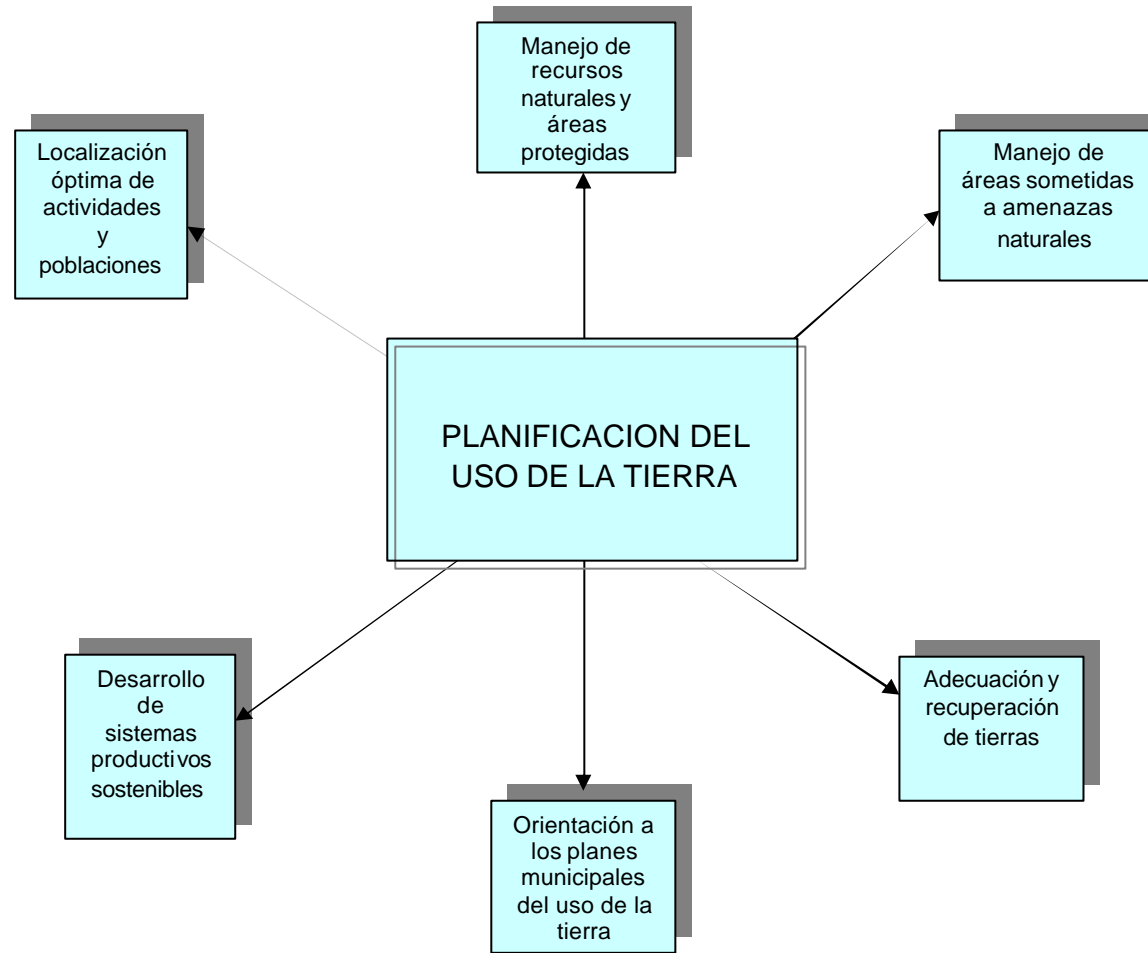 Manejo de
recursos
naturales y
áreas
protegidas
Localización
óptima de
actividades
y
poblaciones
Manejo de
áreas sometidas
a amenazas
naturales
PLANIFICACION DEL
USO DE LA TIERRA
Desarrollo
de
sistemas
productivos
sostenibles
Adecuación y
recuperación
de tierras
Orientación a
los planes
municipales
del uso de la
tierra